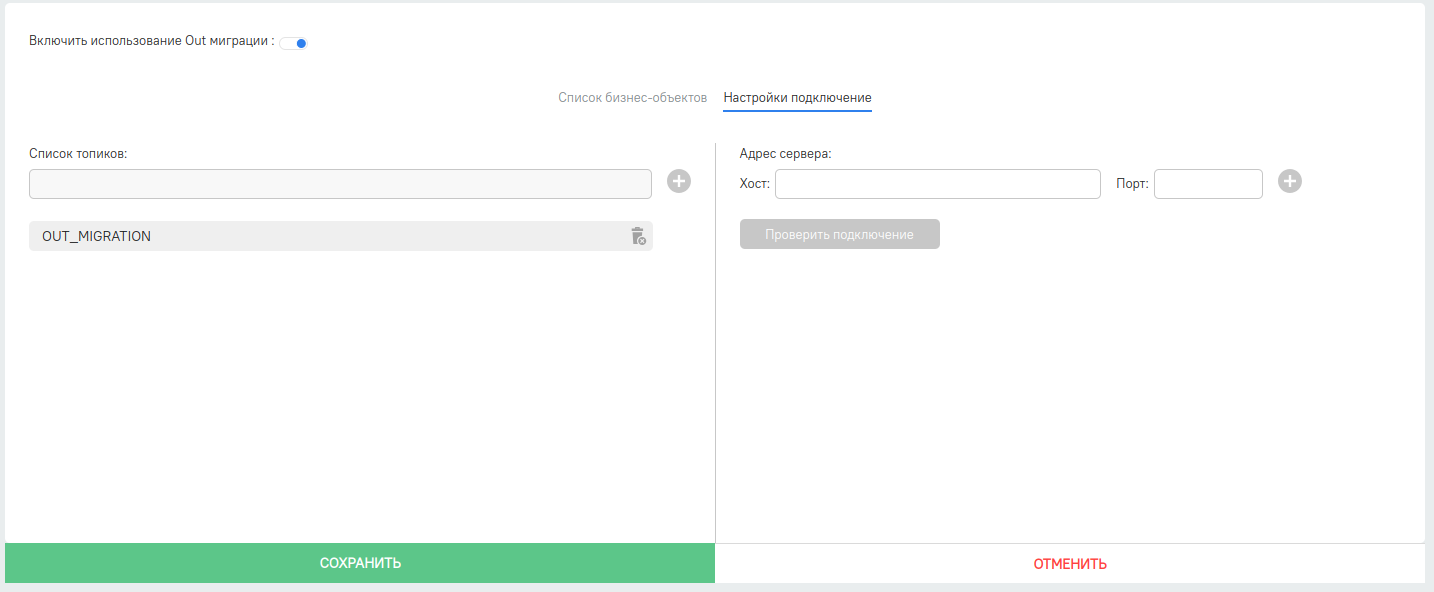 Включить использование Out миграции :
Список бизнес-объектов
Настройки подключение
Список топиков:
OUT_MIGRATION
Адрес сервера:
Хост:
Порт:
Проверить подключение
СОХРАНИТЬ
ОТМЕНИТЬ